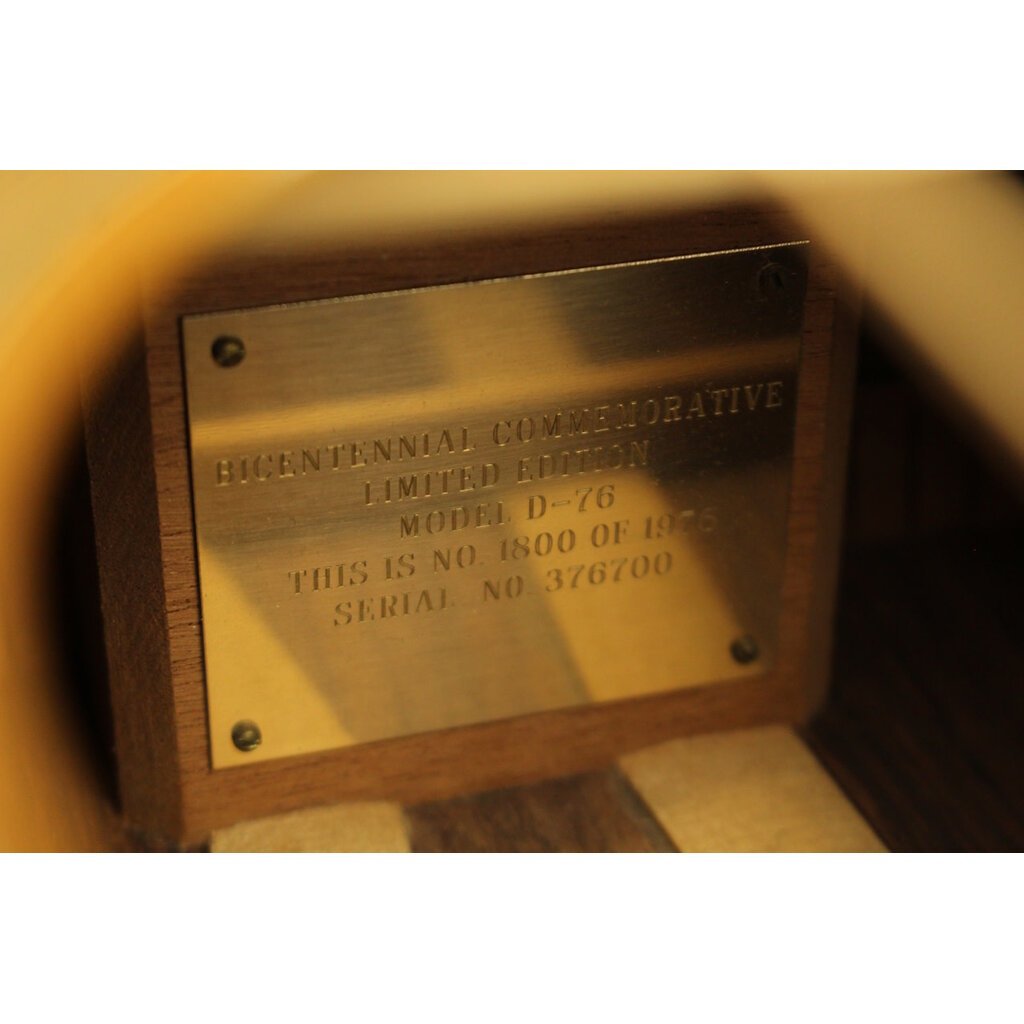 BICENTENNIAL COMMEMORATIVE
LIMITED EDITION
MODEL D-76
THIS IS NO. 1800 OF 1976
SERIAL NO. 376700